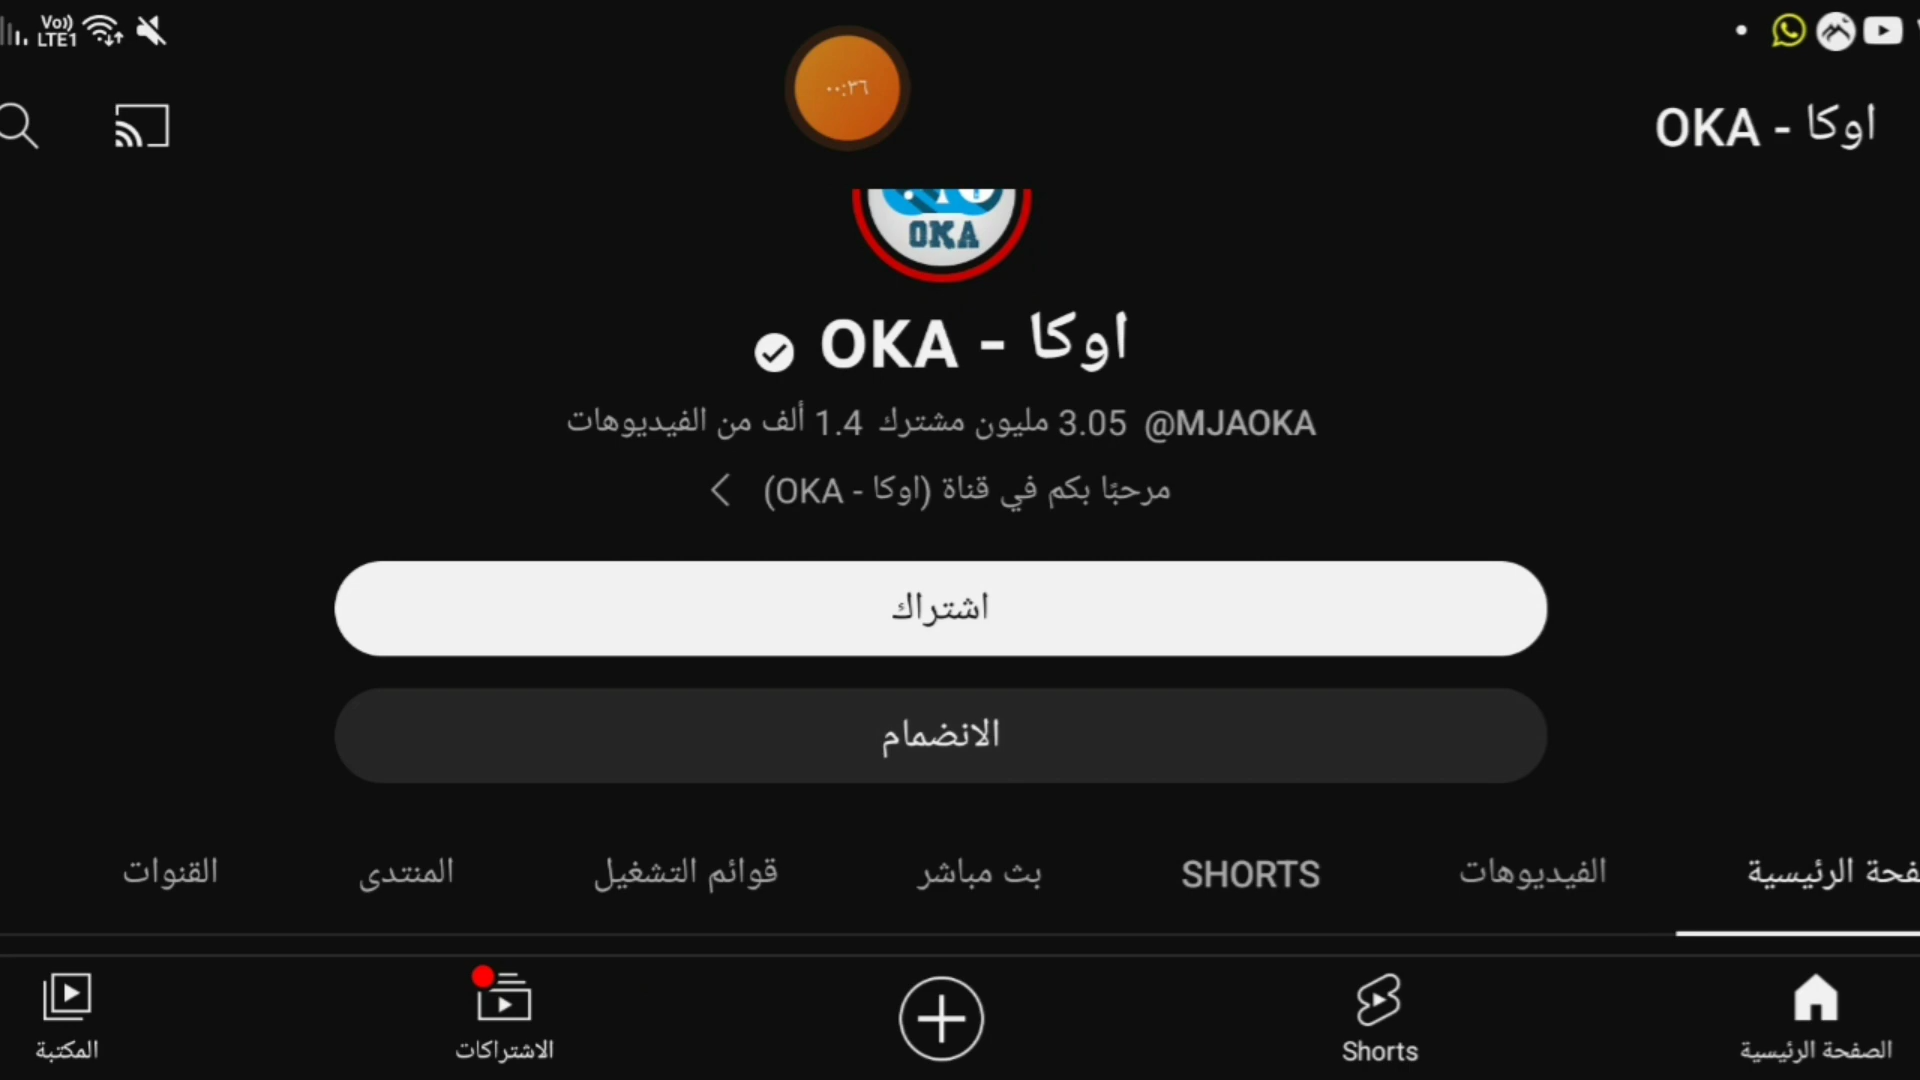 Vo)) LTE1
٠٠:٣٦
اوكا - OKA
OKA
اوكا - OKA
@MJAOKA 3.05 مليون مشترك 1.4 ألف من الفيديوهات
مرحبًا بكم في قناة (اوكا - OKA)
اشتراك
الانضمام
فحة الرئيسية الفيديوهات SHORTS بث مباشر قوائم التشغيل المنتدى القنوات
الصفحة الرئيسية Shorts الاشتراكات المكتبة